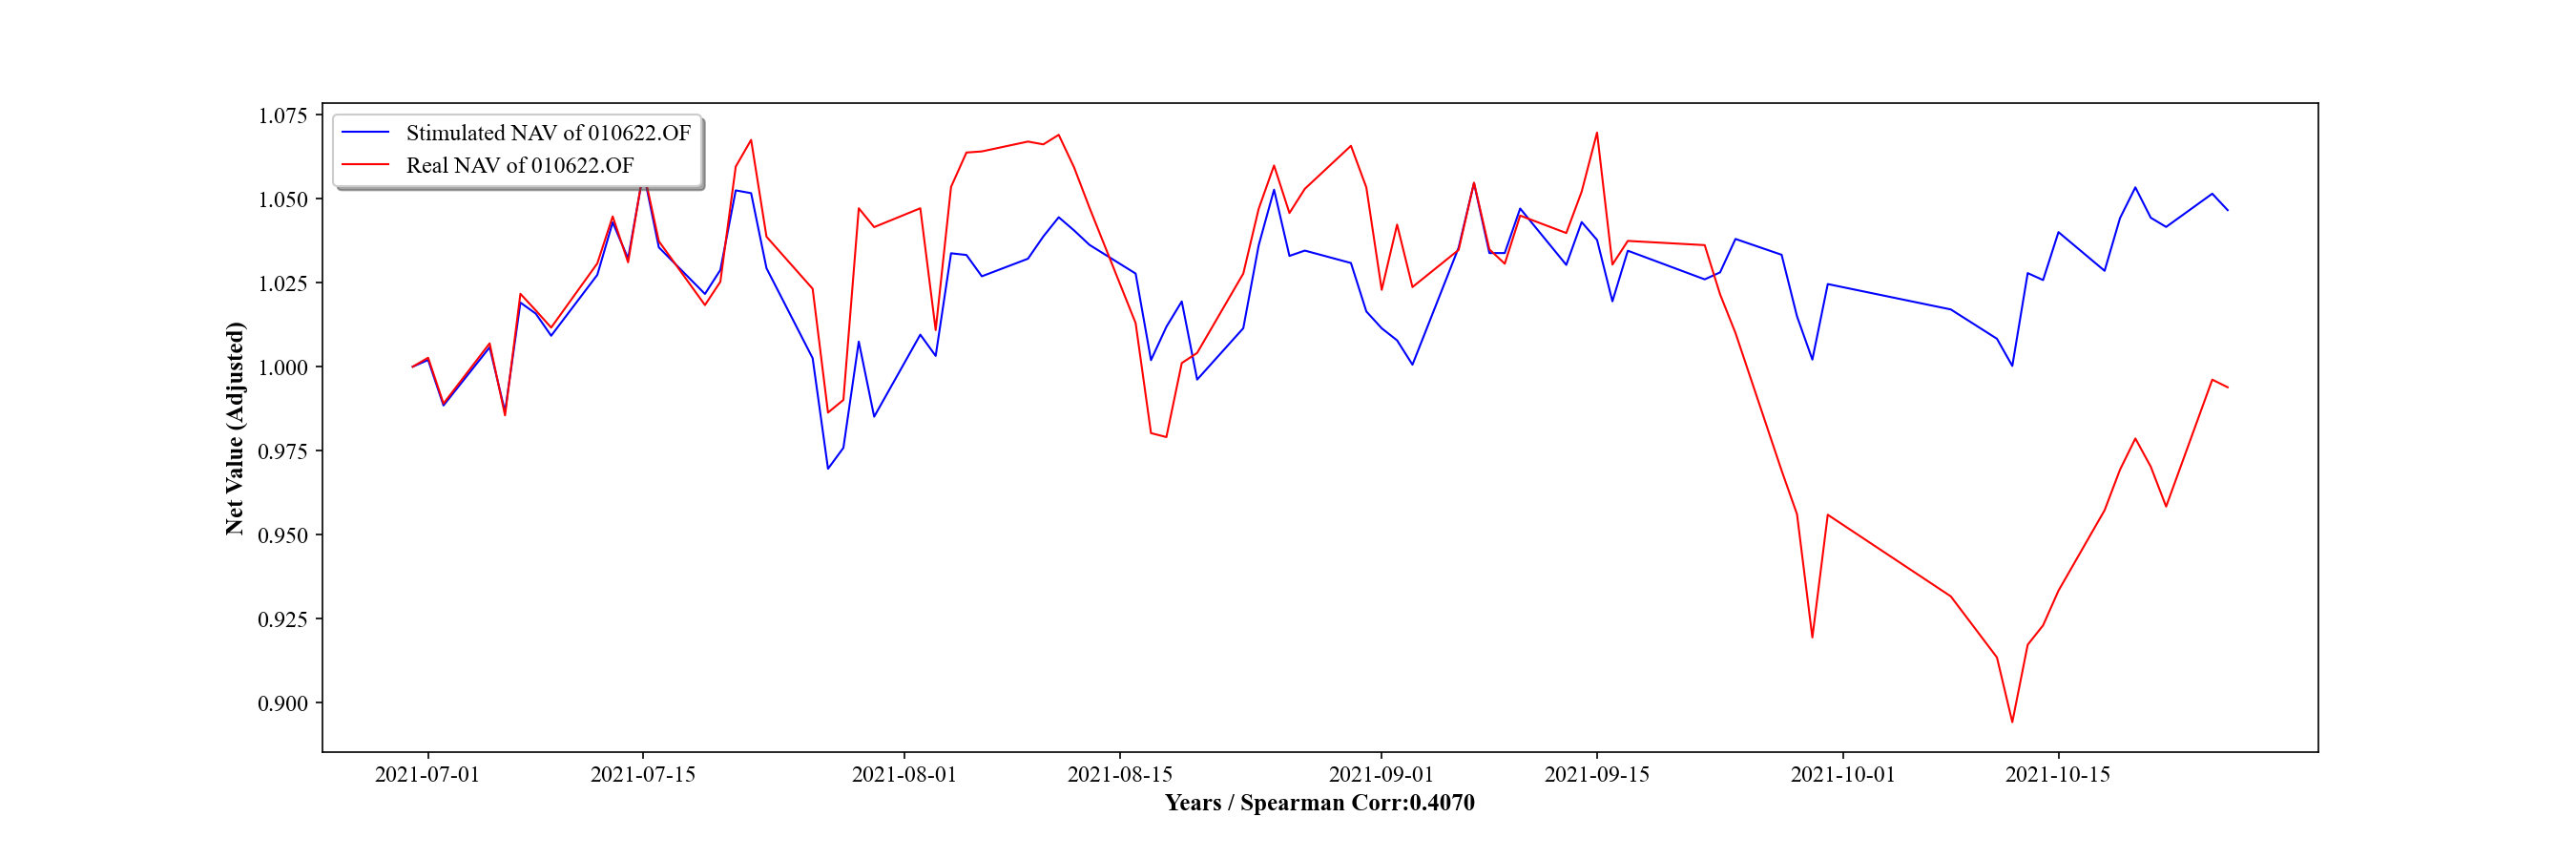 1.075
1.050
1.025
1.000
0.975
0.950
0.925
0.900
Net Value (Adjusted)
Stimulated NAV of 010622.OF
Real NAV of 010622.OF
2021-07-01 2021-07-15 2021-08-01 2021-08-15 2021-09-01 2021-09-15 2021-10-01 2021-10-15
Years / Spearman Corr:0.4070